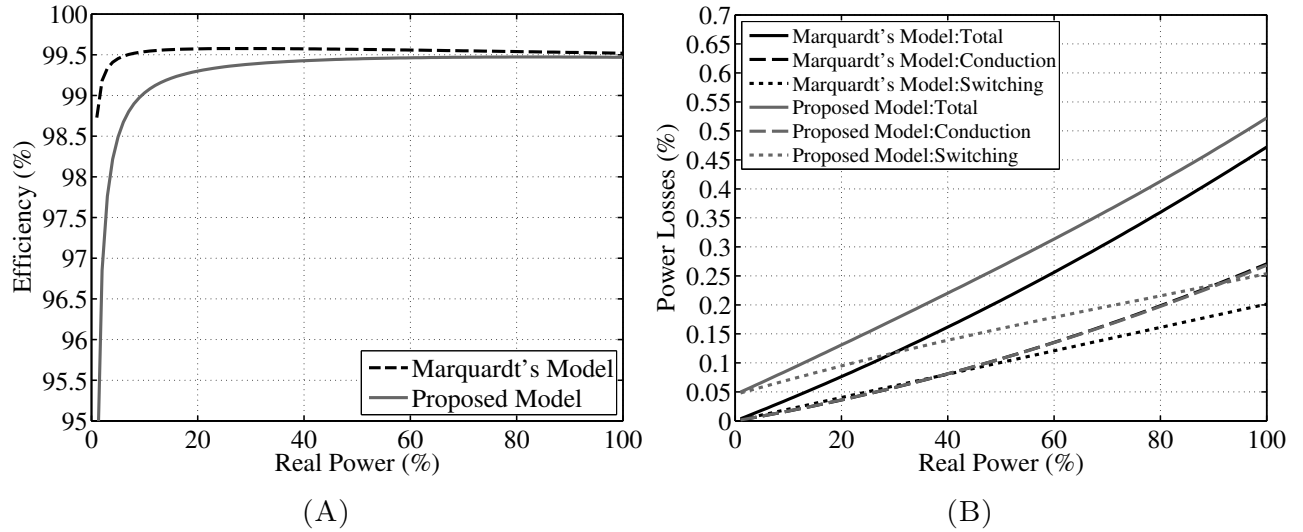 100
99.5
99
98.5
98
97.5
97
96.5
96
95.5
95
0
20
40
60
80
100
Efficiency (%)
Real Power (%)
Marquardt's Model
Proposed Model
(A)
0.7
0.65
0.6
0.55
0.5
0.45
0.4
0.35
0.3
0.25
0.2
0.15
0.1
0.05
0
0
20
40
60
80
100
Power Losses (%)
Real Power (%)
Marquardt's Model:Total
Marquardt's Model:Conduction
Marquardt's Model:Switching
Proposed Model:Total
Proposed Model:Conduction
Proposed Model:Switching
(B)